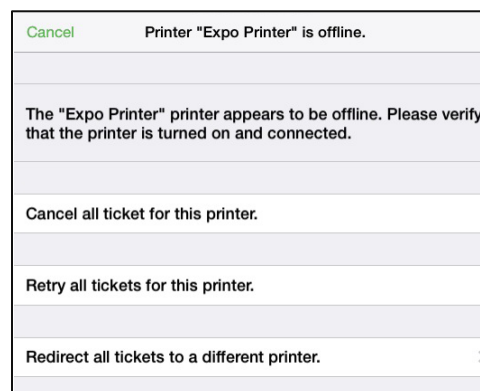 Cancel Printer "Expo Printer" is offline.
The "Expo Printer" printer appears to be offline. Please verify
that the printer is turned on and connected.
Cancel all ticket for this printer.
Retry all tickets for this printer.
Redirect all tickets to a different printer.